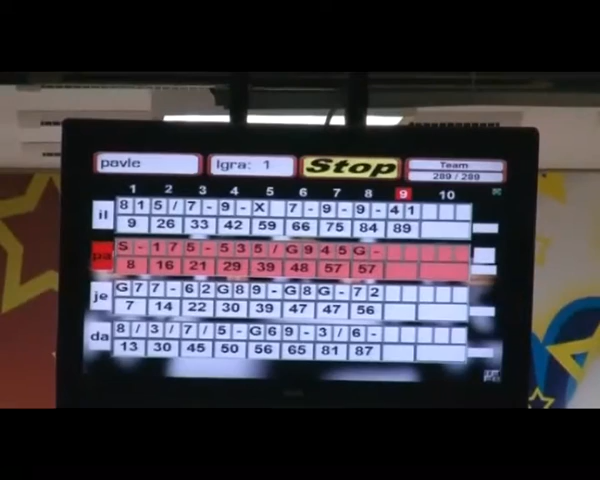 pavle Igra: 1 Stop Team
289 / 289
1 2 3 4 5 6 7 8 9 10
il 8 1 5 / 7 - 9 - X 7 - 9 - 9 - 4 1
9 26 33 42 59 66 75 84 89
pa S - 1 7 5 - 5 3 5 / G 9 4 5 G -
8 16 21 29 39 48 57 57
je G 7 7 - 6 2 G 8 9 - G 8 G - 7 2
7 14 22 30 39 47 47 56
da 8 / 3 / 7 / 5 - G 6 9 - 3 / 6 -
13 30 45 50 56 65 81 87